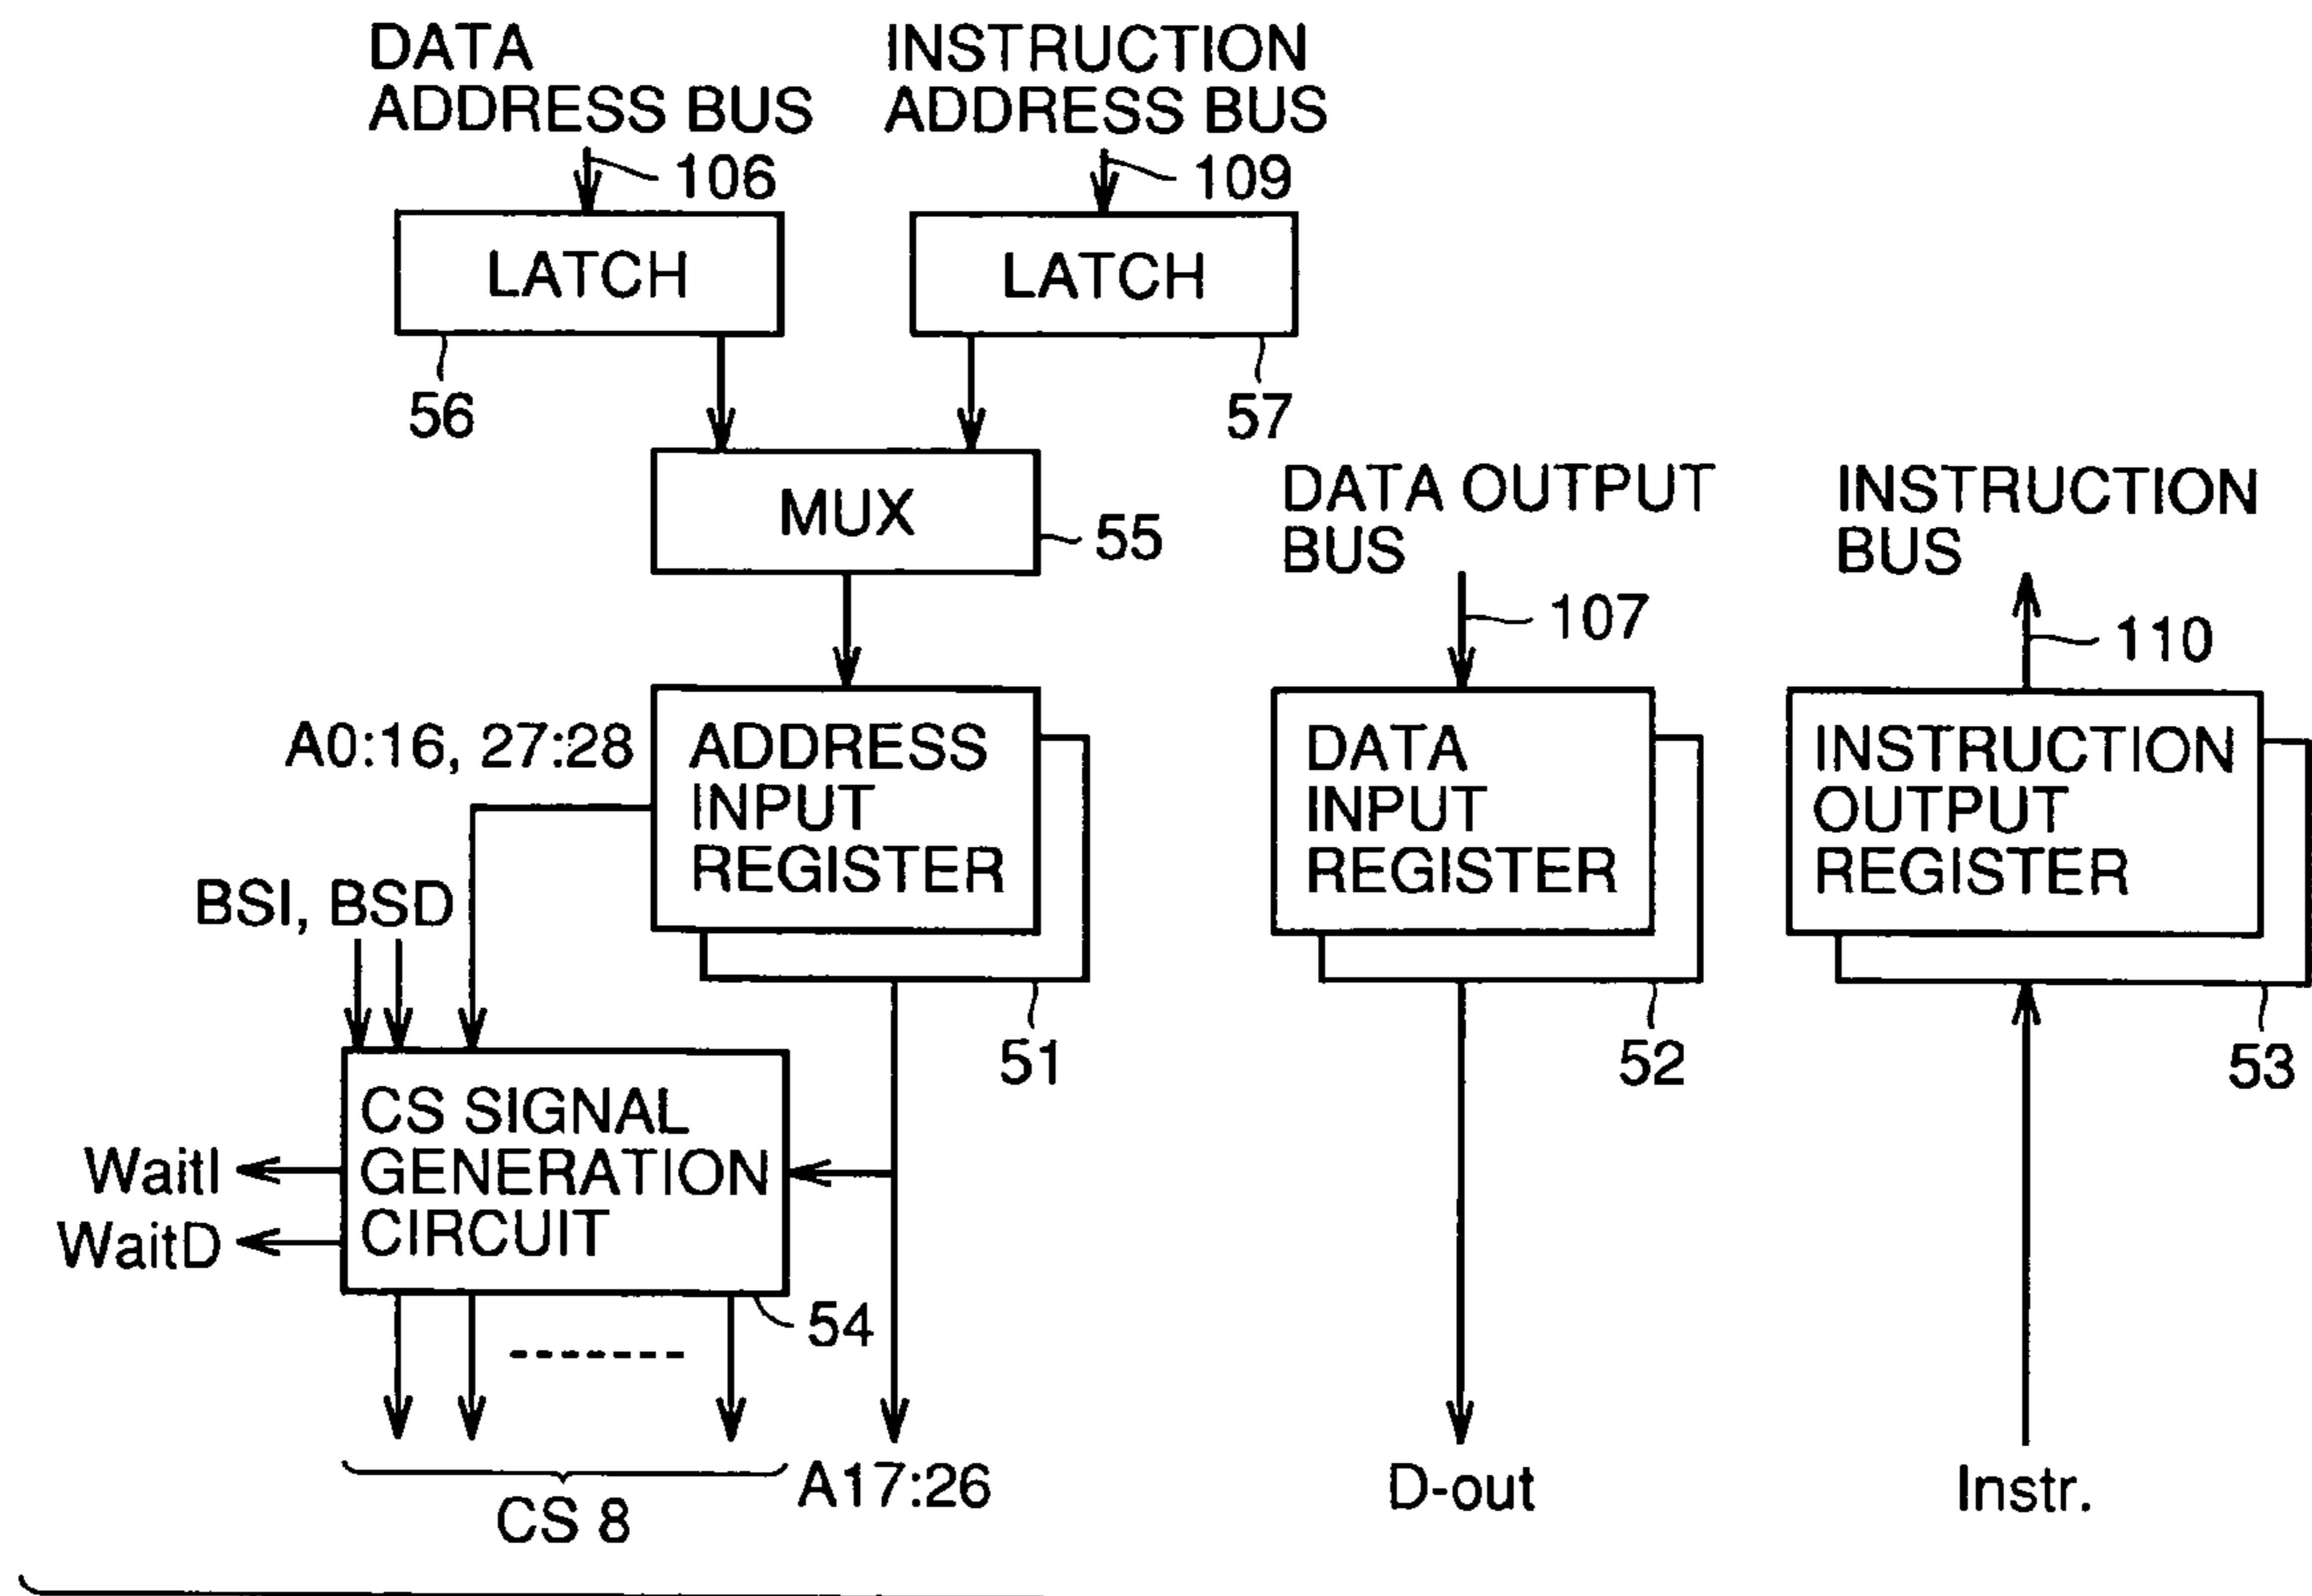 DATA
ADDRESS BUS
INSTRUCTION
ADDRESS BUS
106
109
LATCH
LATCH
56
57
MUX
55
DATA OUTPUT
BUS
INSTRUCTION
BUS
107
110
A0:16, 27:28
ADDRESS
INPUT
REGISTER
DATA
INPUT
REGISTER
INSTRUCTION
OUTPUT
REGISTER
BSI, BSD
51
52
53
CS SIGNAL
GENERATION
CIRCUIT
WaitI
WaitD
54
CS 8
A17:26
D-out
Instr.